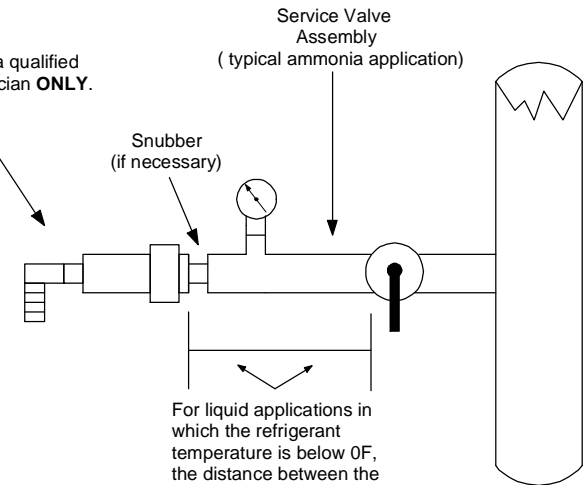 Service Valve
Assembly
( typical ammonia application)
a qualified
cian ONLY.
Snubber
(if necessary)
For liquid applications in
which the refrigerant
temperature is below 0F,
the distance between the